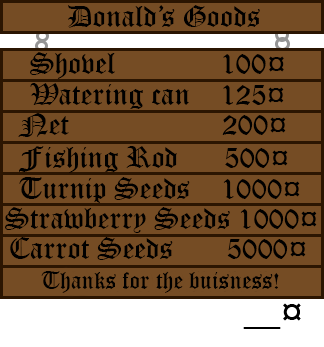 Donald's Goods
Shovel 100¤
Watering can 125¤
Net 200¤
Fishing Rod 500¤
Turnip Seeds 1000¤
Strawberry Seeds 1000¤
Carrot Seeds 5000¤
Thanks for the buisness!
__¤